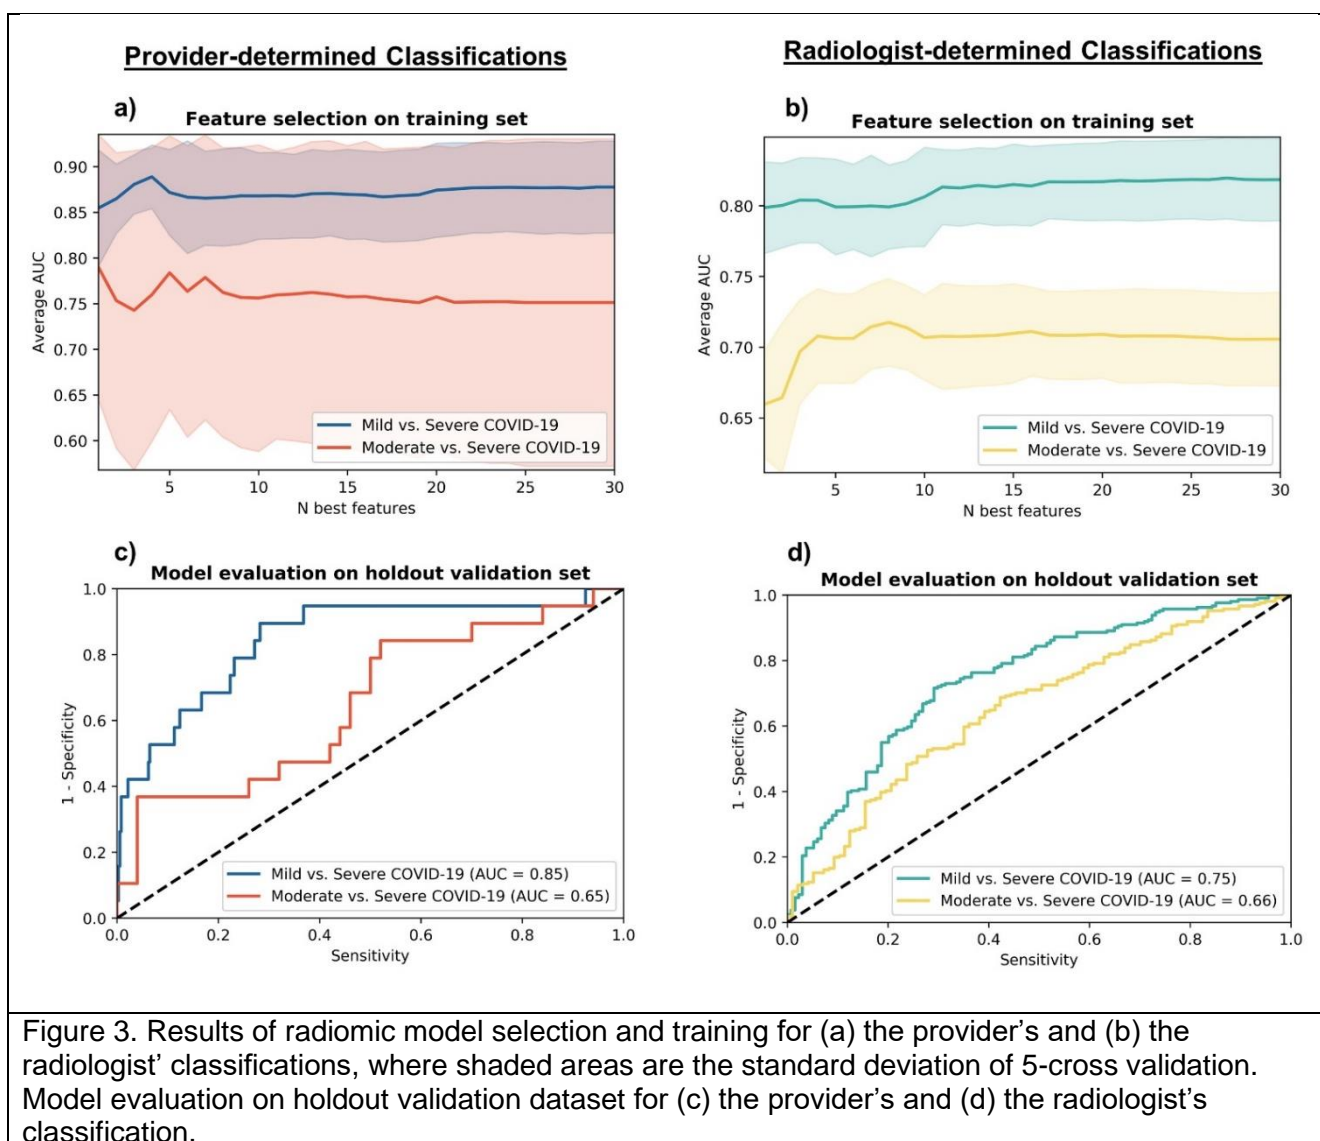 Provider-determined Classifications
Radiologist-determined Classifications
a)
Feature selection on training set
0.90
0.85
0.80
0.75
0.70
0.65
0.60
Average AUC
Mild vs. Severe COVID-19
Moderate vs. Severe COVID-19
5
10
15
20
25
30
N best features
b)
Feature selection on training set
0.80
0.75
0.70
0.65
Average AUC
Mild vs. Severe COVID-19
Moderate vs. Severe COVID-19
5
10
15
20
25
30
N best features
c)
Model evaluation on holdout validation set
1.0
0.8
0.6
0.4
0.2
0.0
1 - Specificity
Mild vs. Severe COVID-19 (AUC = 0.85)
Moderate vs. Severe COVID-19 (AUC = 0.65)
0.0
0.2
0.4
0.6
0.8
1.0
Sensitivity
d)
Model evaluation on holdout validation set
1.0
0.8
0.6
0.4
0.2
0.0
1 - Specificity
Mild vs. Severe COVID-19 (AUC = 0.75)
Moderate vs. Severe COVID-19 (AUC = 0.66)
0.0
0.2
0.4
0.6
0.8
1.0
Sensitivity
Figure 3. Results of radiomic model selection and training for (a) the provider's and (b) the
radiologist' classifications, where shaded areas are the standard deviation of 5-cross validation.
Model evaluation on holdout validation dataset for (c) the provider's and (d) the radiologist's
classification.